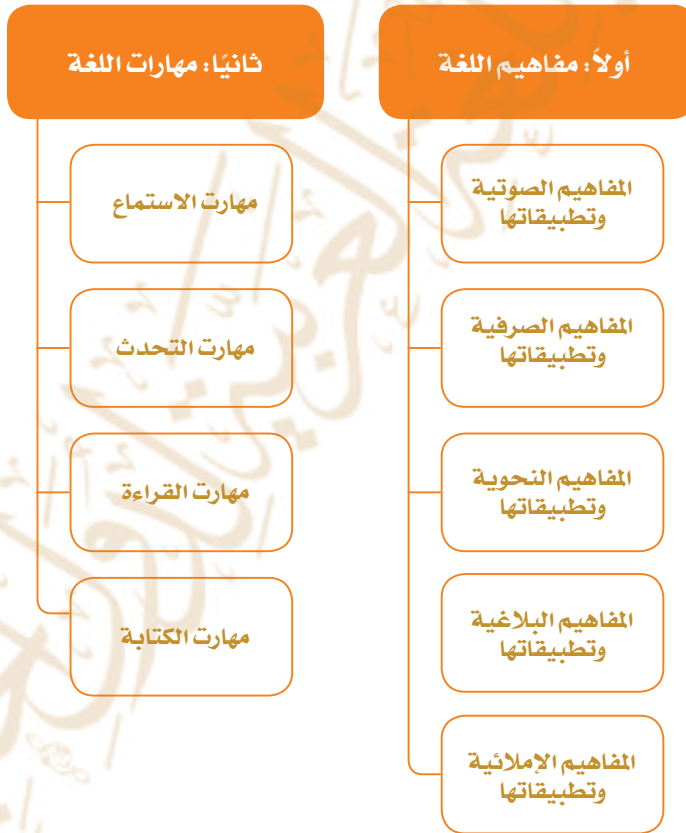 أولاً: مفاهيم اللغة
المفاهيم الصوتية
وتطبيقاتها
المفاهيم الصرفية
وتطبيقاتها
المفاهيم النحوية
وتطبيقاتها
المفاهيم البلاغية
وتطبيقاتها
المفاهيم الإملائية
وتطبيقاتها
ثانيًا: مهارات اللغة
مهارت الاستماع
مهارت التحدث
مهارت القراءة
مهارت الكتابة